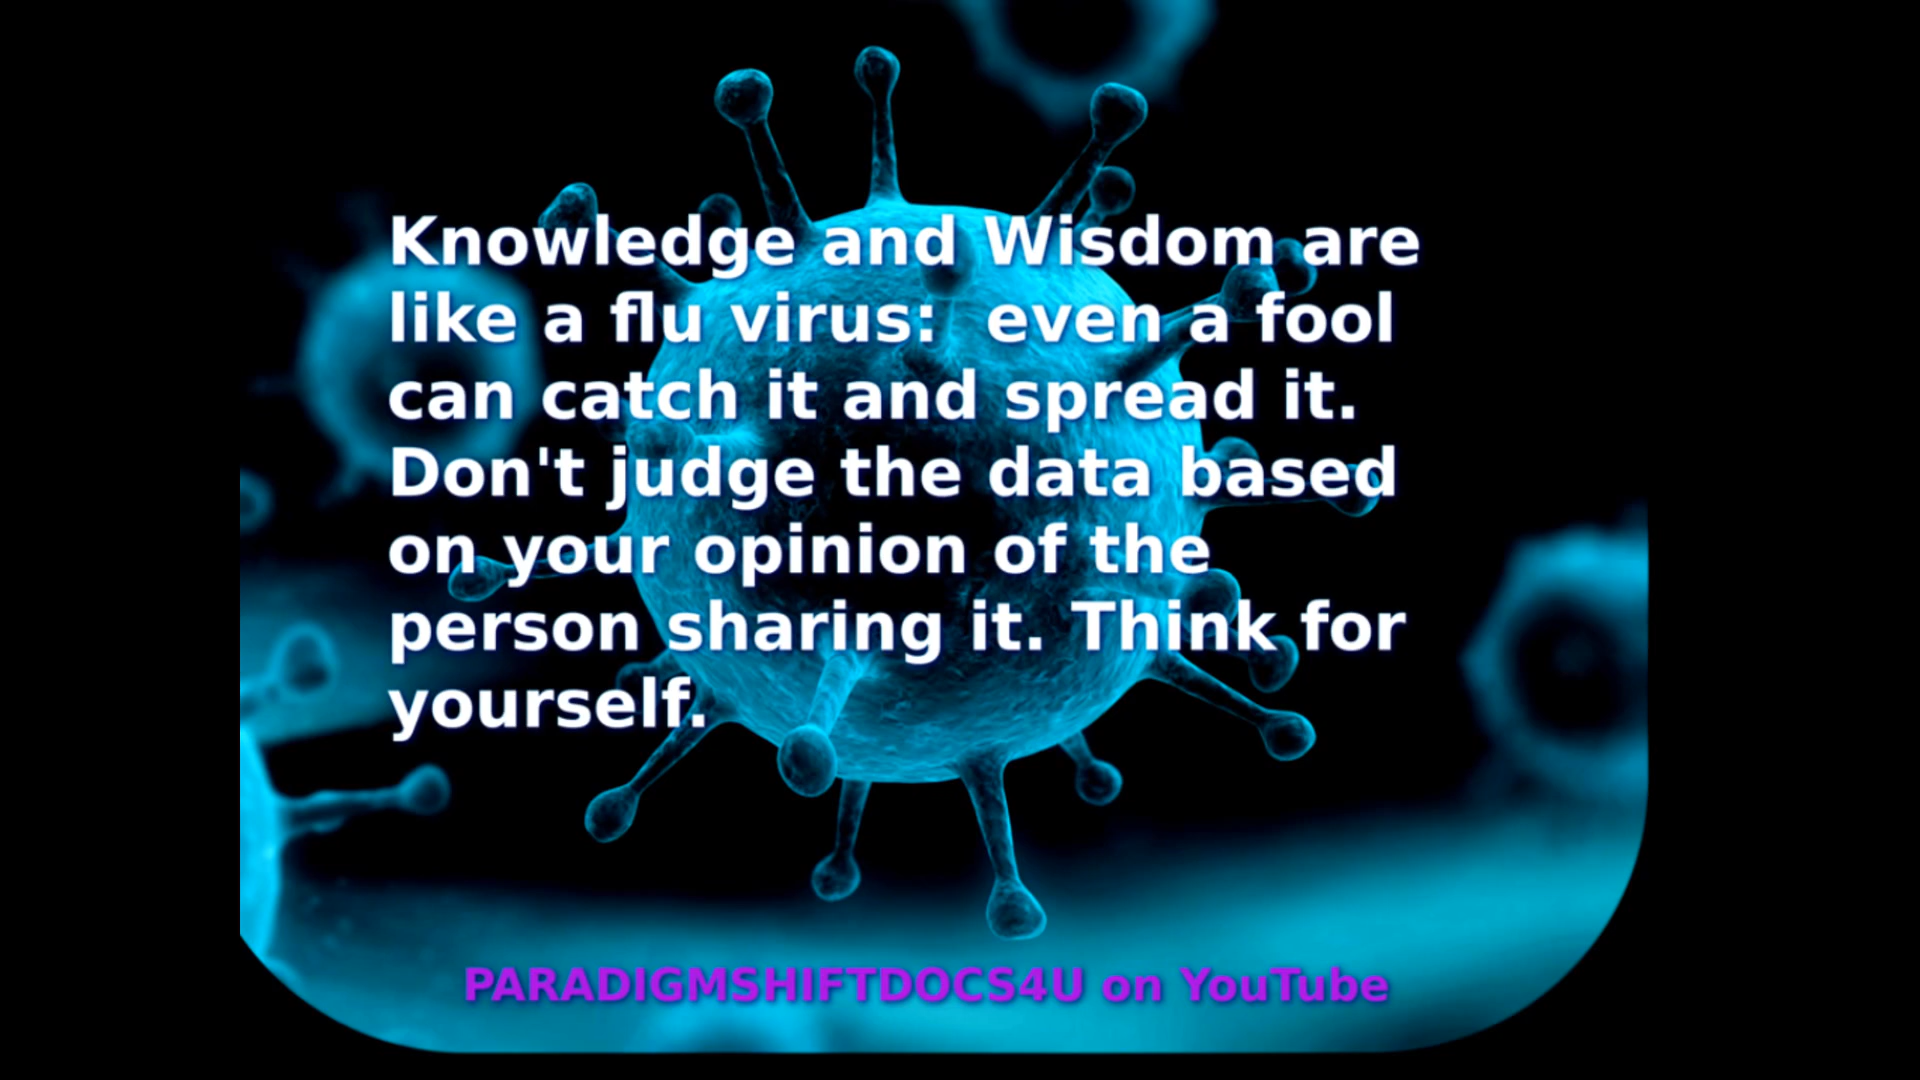 Knowledge and Wisdom are
like a flu virus:  even a fool
can catch it and spread it.
Don't judge the data based
on your opinion of the
person sharing it. Think for
yourself.
PARADIGMSHIFTDOCS4U on YouTube